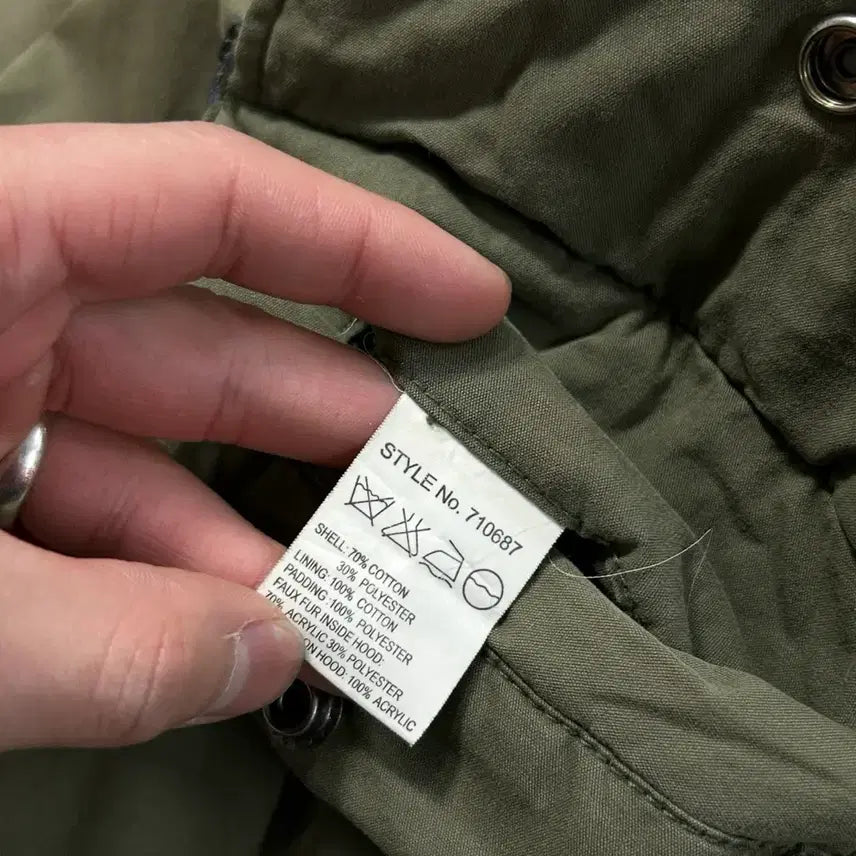 STYLE No. 710687
SHELL: 70% COTTON
30% POLYESTER
LINING: 100% COTTON
PADDING :100% POLYESTER
FAUX FUR INSIDE HOOD:
70% ACRYLIC 30% POLYESTER
ON HOOD: 100% ACRYLIC